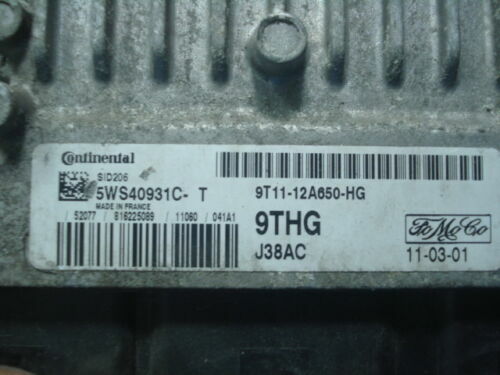 Continental
SID206
5WS40931C- T
MADE IN FRANCE
/ 52077 / 816225089 / 11060 / 041A1
9T11-12A650-HG
9THG
J38AC
FoMoCo
11-03-01